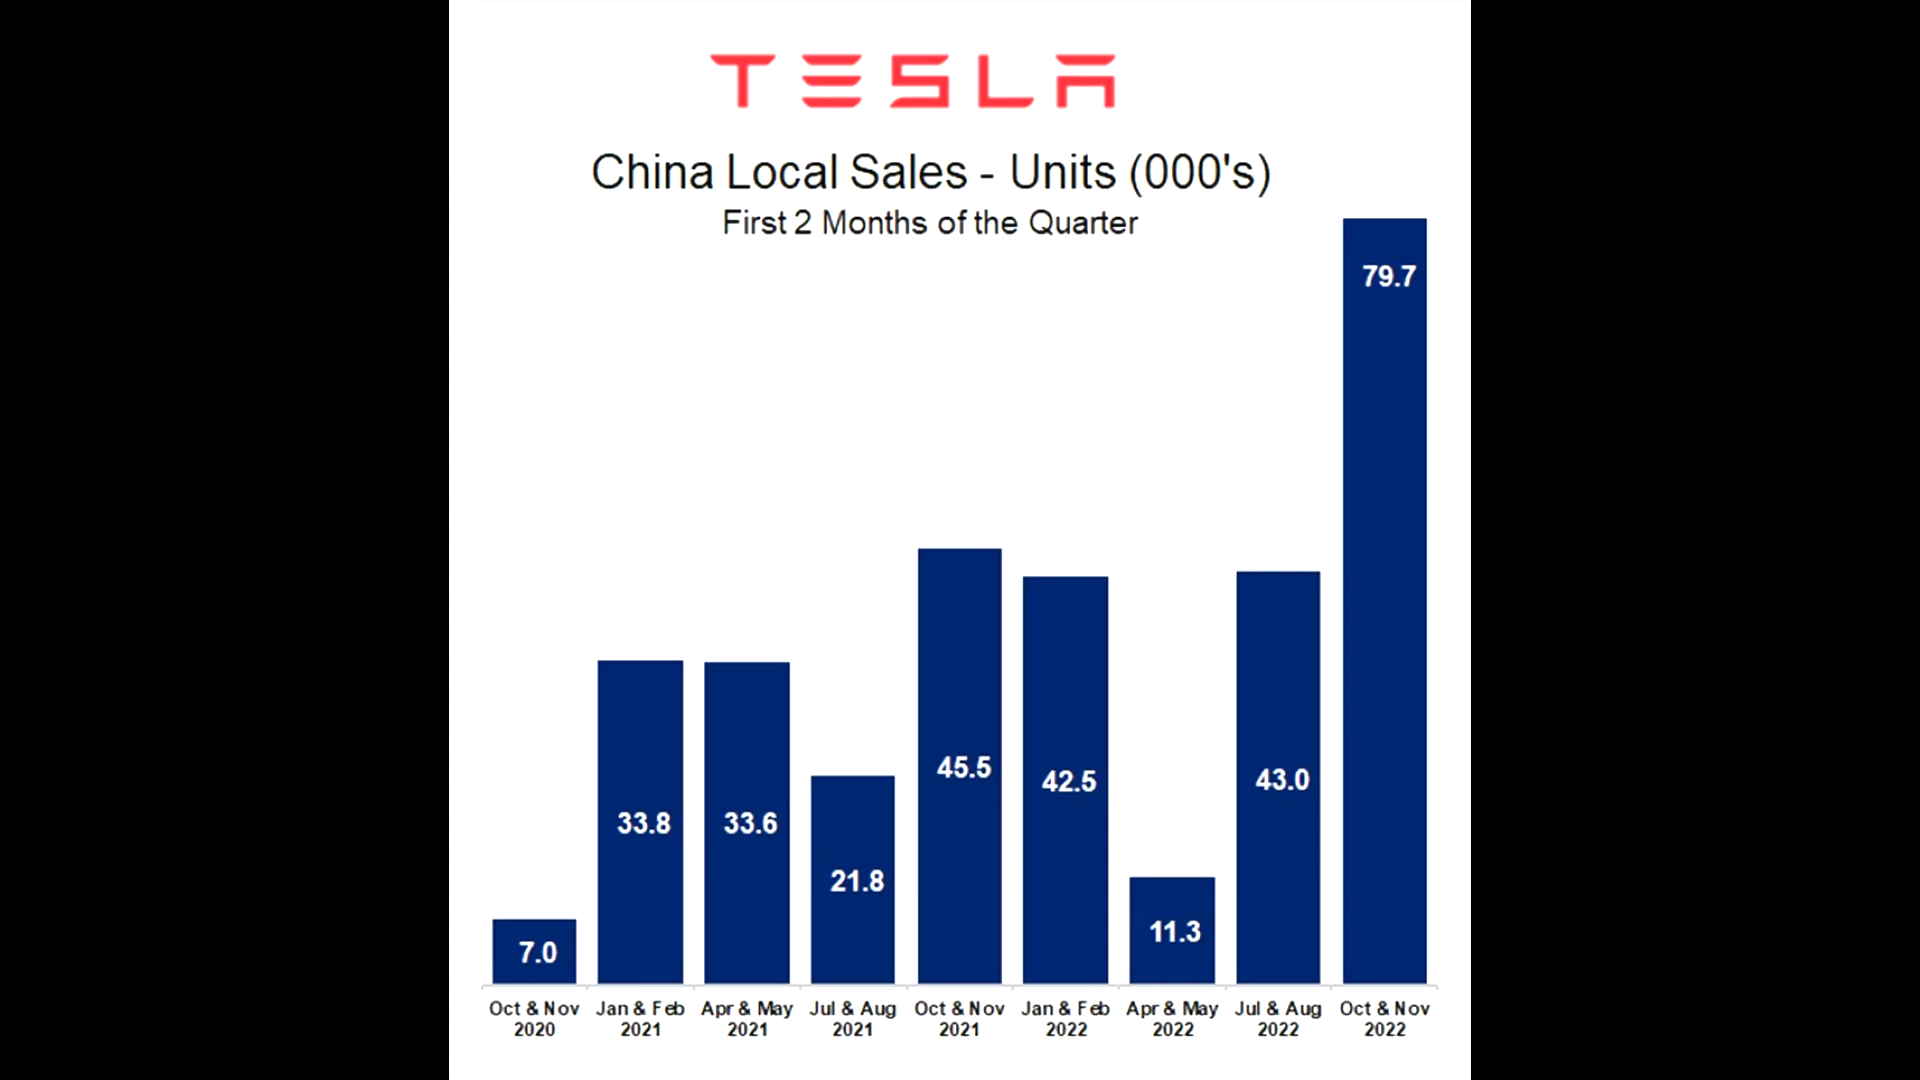 TESLA
China Local Sales - Units (000's)
First 2 Months of the Quarter
79.7
45.5
42.5
43.0
33.8
33.6
21.8
11.3
7.0
Oct & Nov 2020
Jan & Feb 2021
Apr & May 2021
Jul & Aug 2021
Oct & Nov 2021
Jan & Feb 2022
Apr & May 2022
Jul & Aug 2022
Oct & Nov 2022